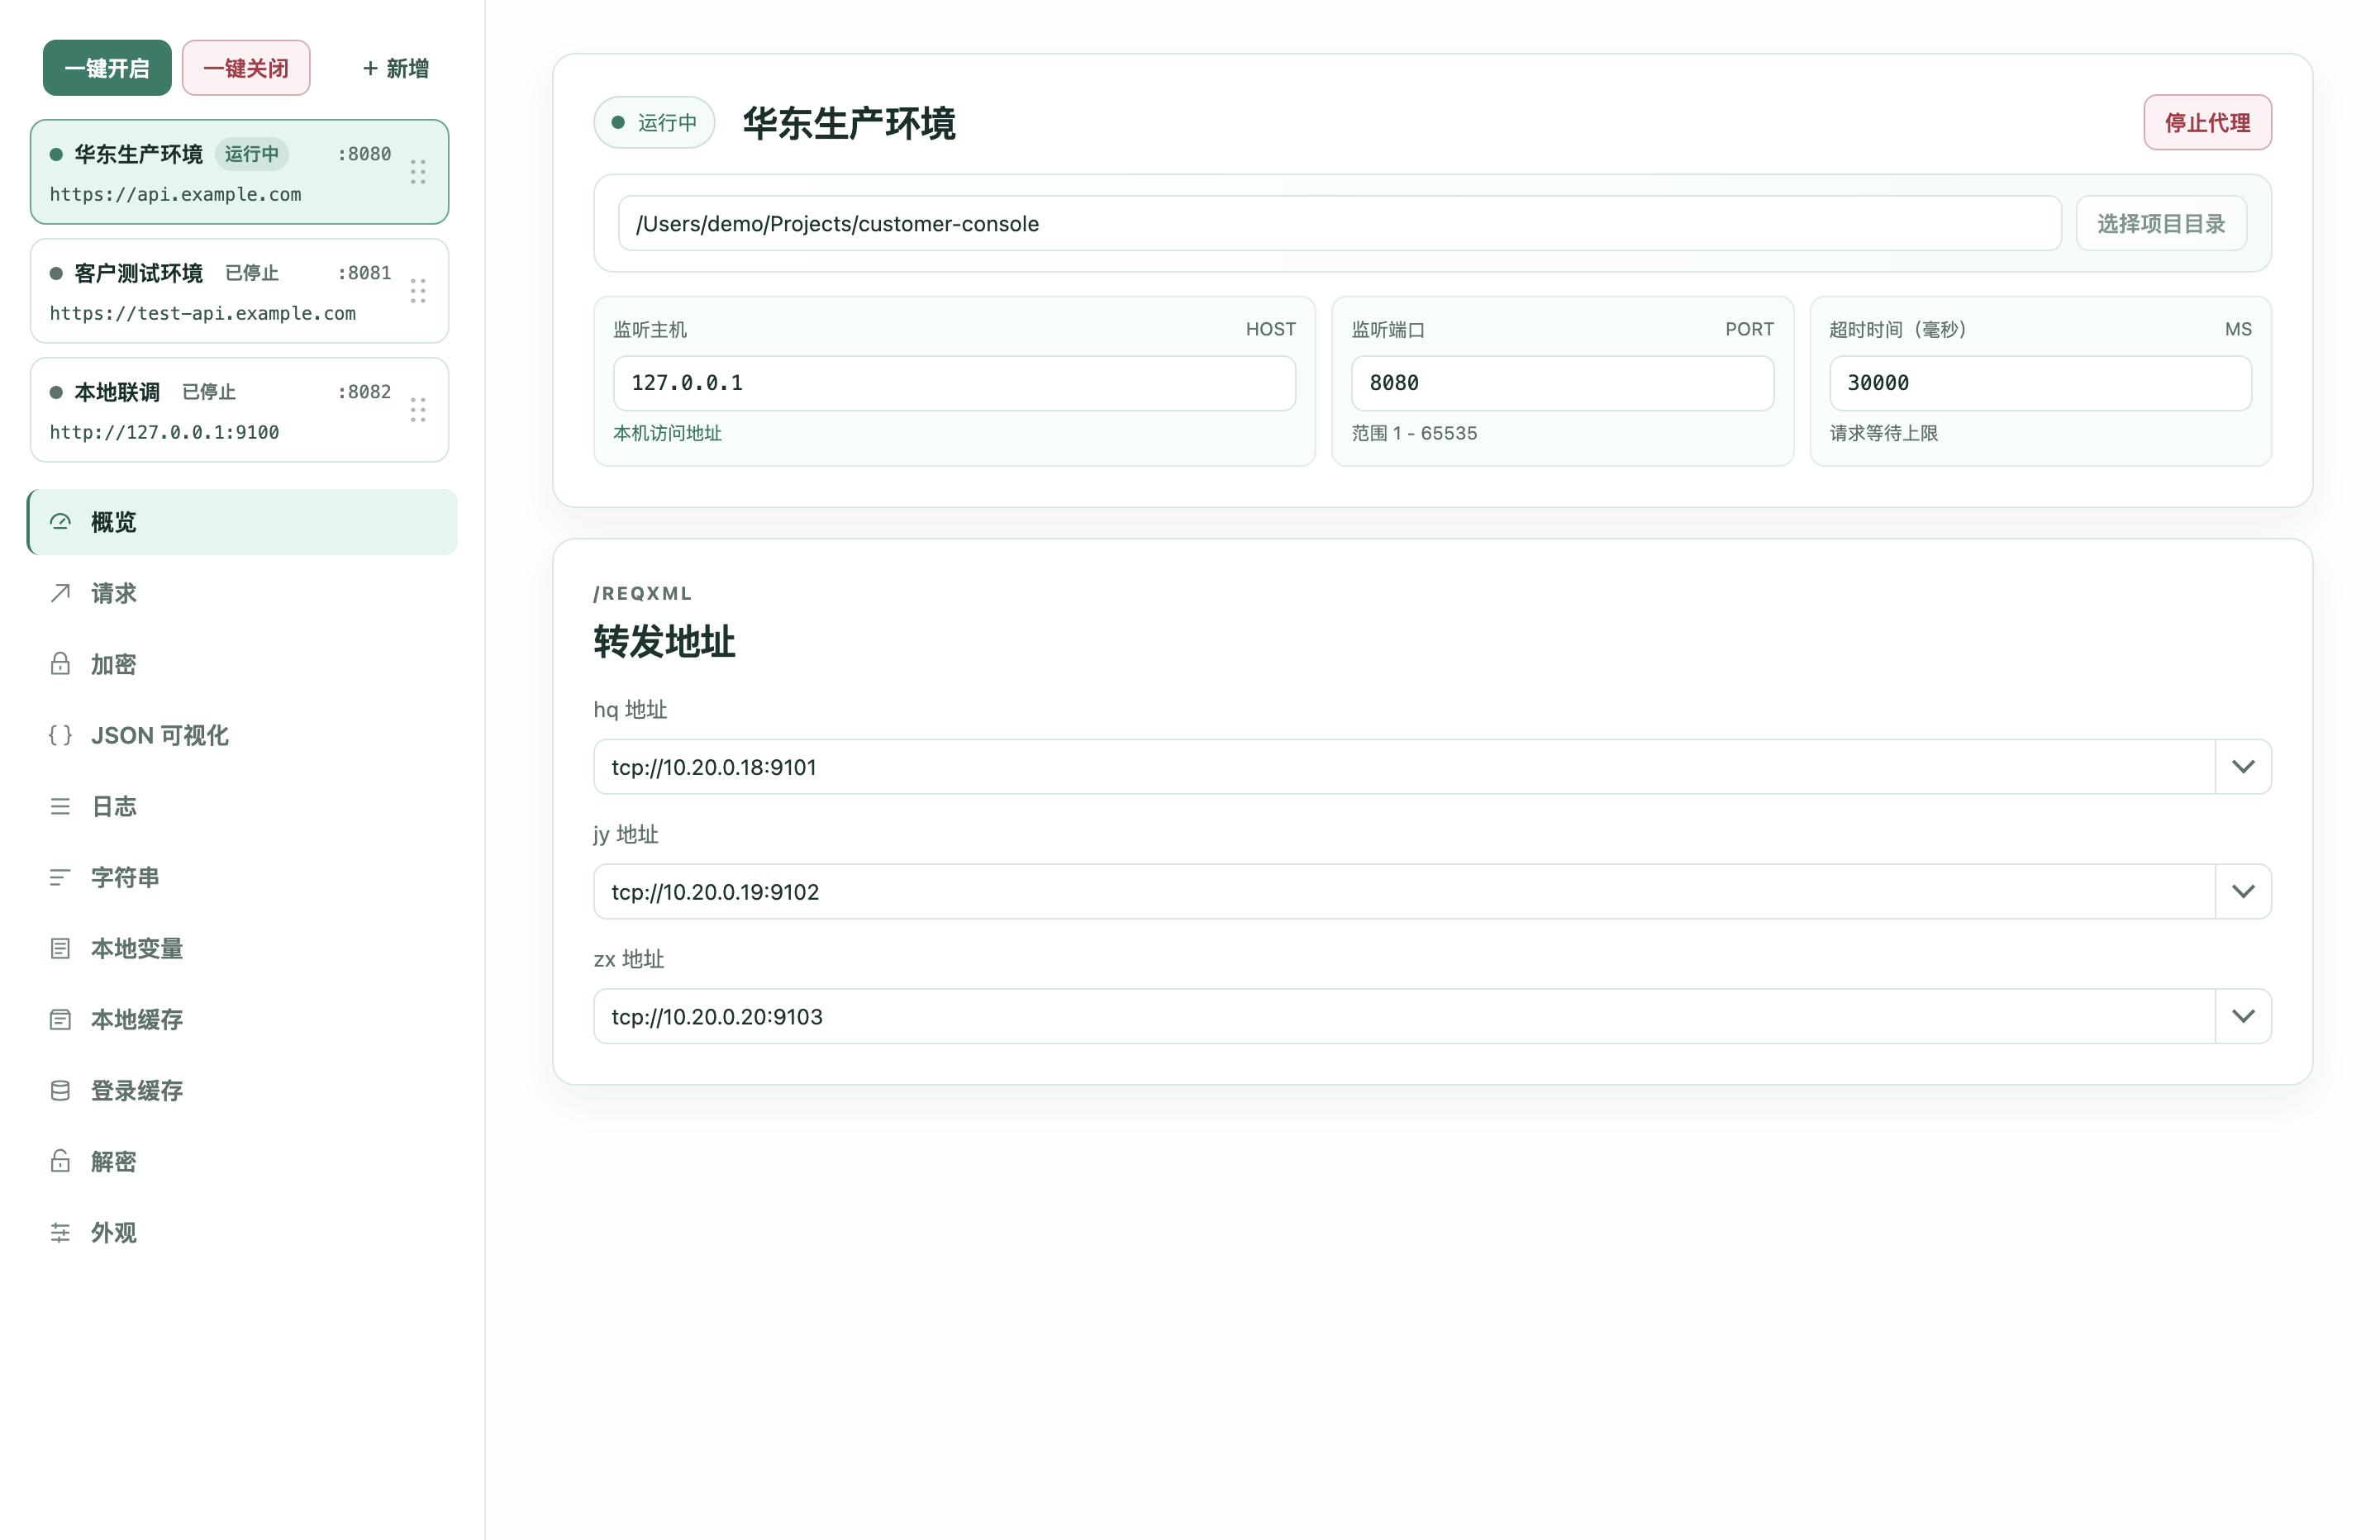 一键开启 一键关闭 + 新增
华东生产环境 运行中 :8080
https://api.example.com
客户测试环境 已停止 :8081
https://test-api.example.com
本地联调 已停止 :8082
http://127.0.0.1:9100
概览
请求
加密
JSON 可视化
日志
字符串
本地变量
本地缓存
登录缓存
解密
外观
运行中 华东生产环境 停止代理
/Users/demo/Projects/customer-console 选择项目目录
监听主机 HOST
127.0.0.1
本机访问地址
监听端口 PORT
8080
范围 1 - 65535
超时时间（毫秒） MS
30000
请求等待上限
/REQXML
转发地址
hq 地址
tcp://10.20.0.18:9101
jy 地址
tcp://10.20.0.19:9102
zx 地址
tcp://10.20.0.20:9103